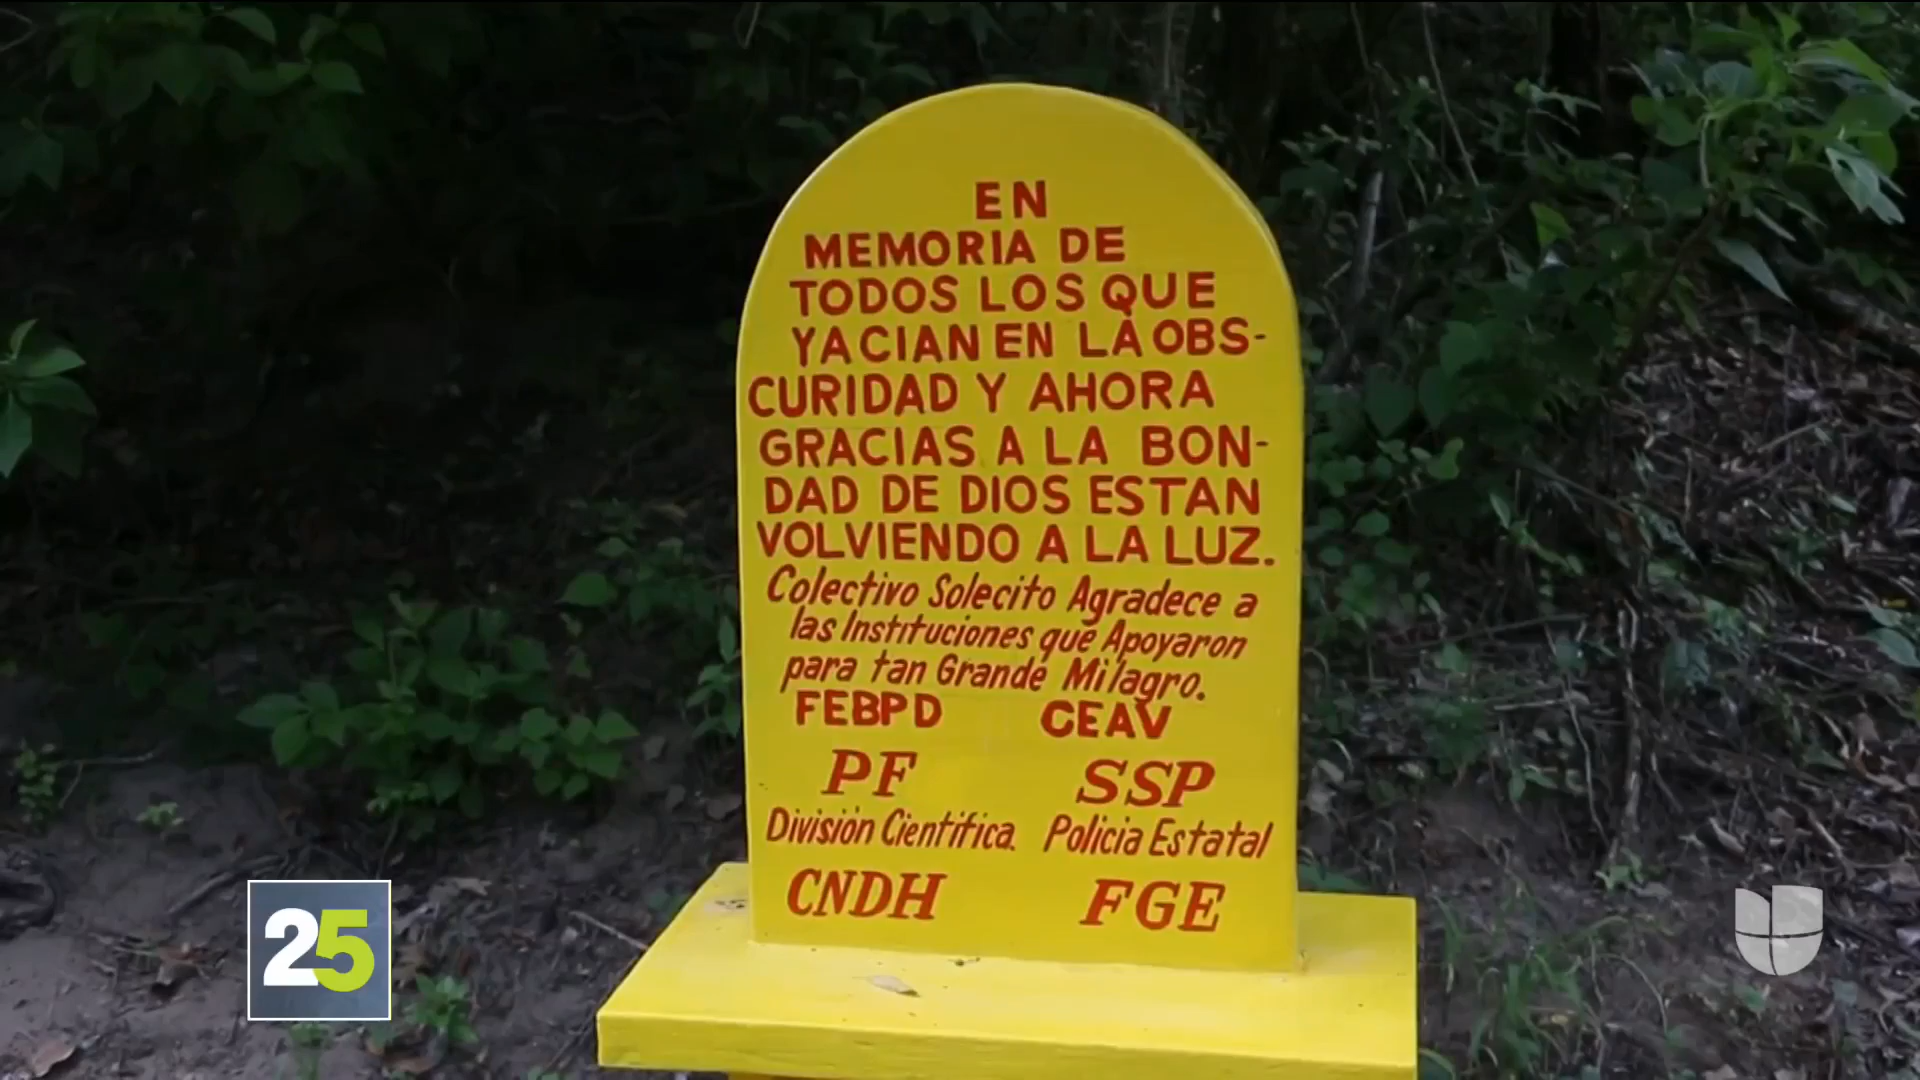 EN
MEMORIA DE
TODOS LOS QUE
YACIAN EN LA OBS-
CURIDAD Y AHORA
GRACIAS A LA BON-
DAD DE DIOS ESTAN
VOLVIENDO A LA LUZ.
Colectivo Solecito Agradece a
las Instituciones que Apoyaron
para tan Grande Milagro.
FEBPD CEAV
PF SSP
División Científica. Policia Estatal
CNDH FGE
25